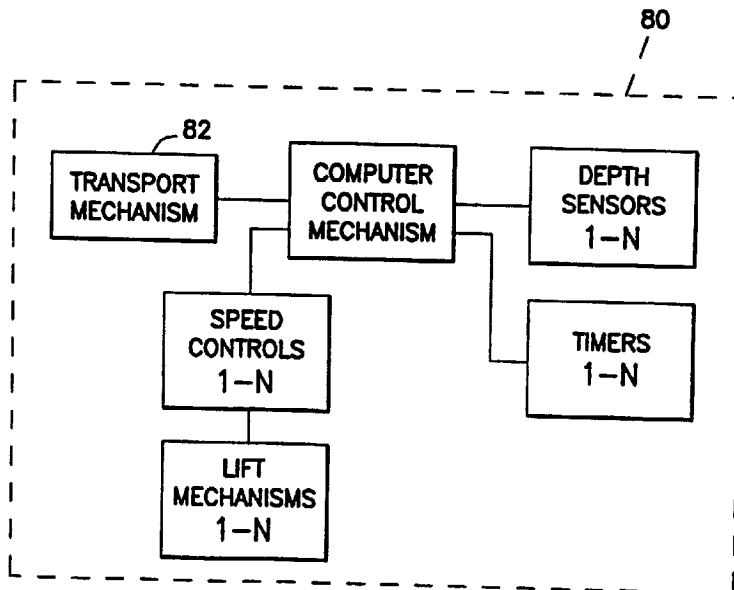 80
82
TRANSPORT
MECHANISM
COMPUTER
CONTROL
MECHANISM
DEPTH
SENSORS
1-N
SPEED
CONTROLS
1-N
TIMERS
1-N
LIFT
MECHANISMS
1-N